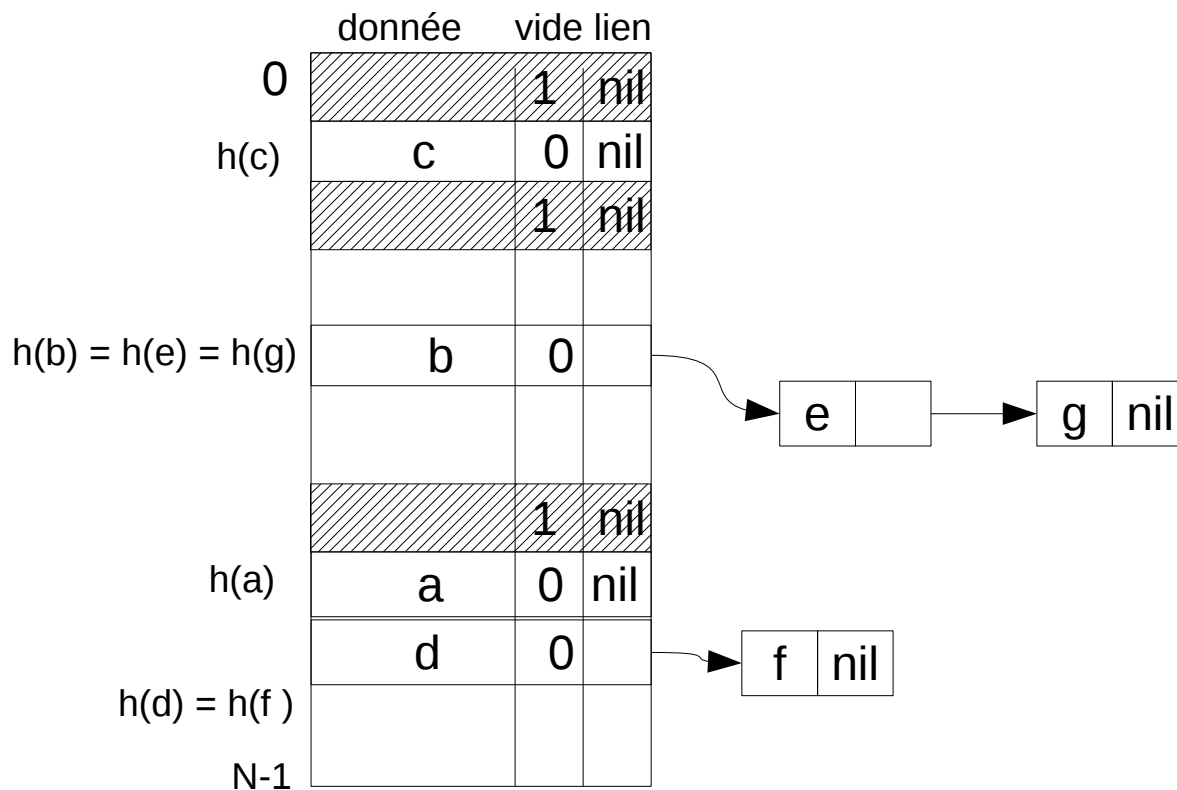 donnée vide lien
0 1 nil
h(c) c 0 nil
1 nil
h(b) = h(e) = h(g) b 0
e g nil
1 nil
h(a) a 0 nil
d 0 f nil
h(d) = h(f )
N-1